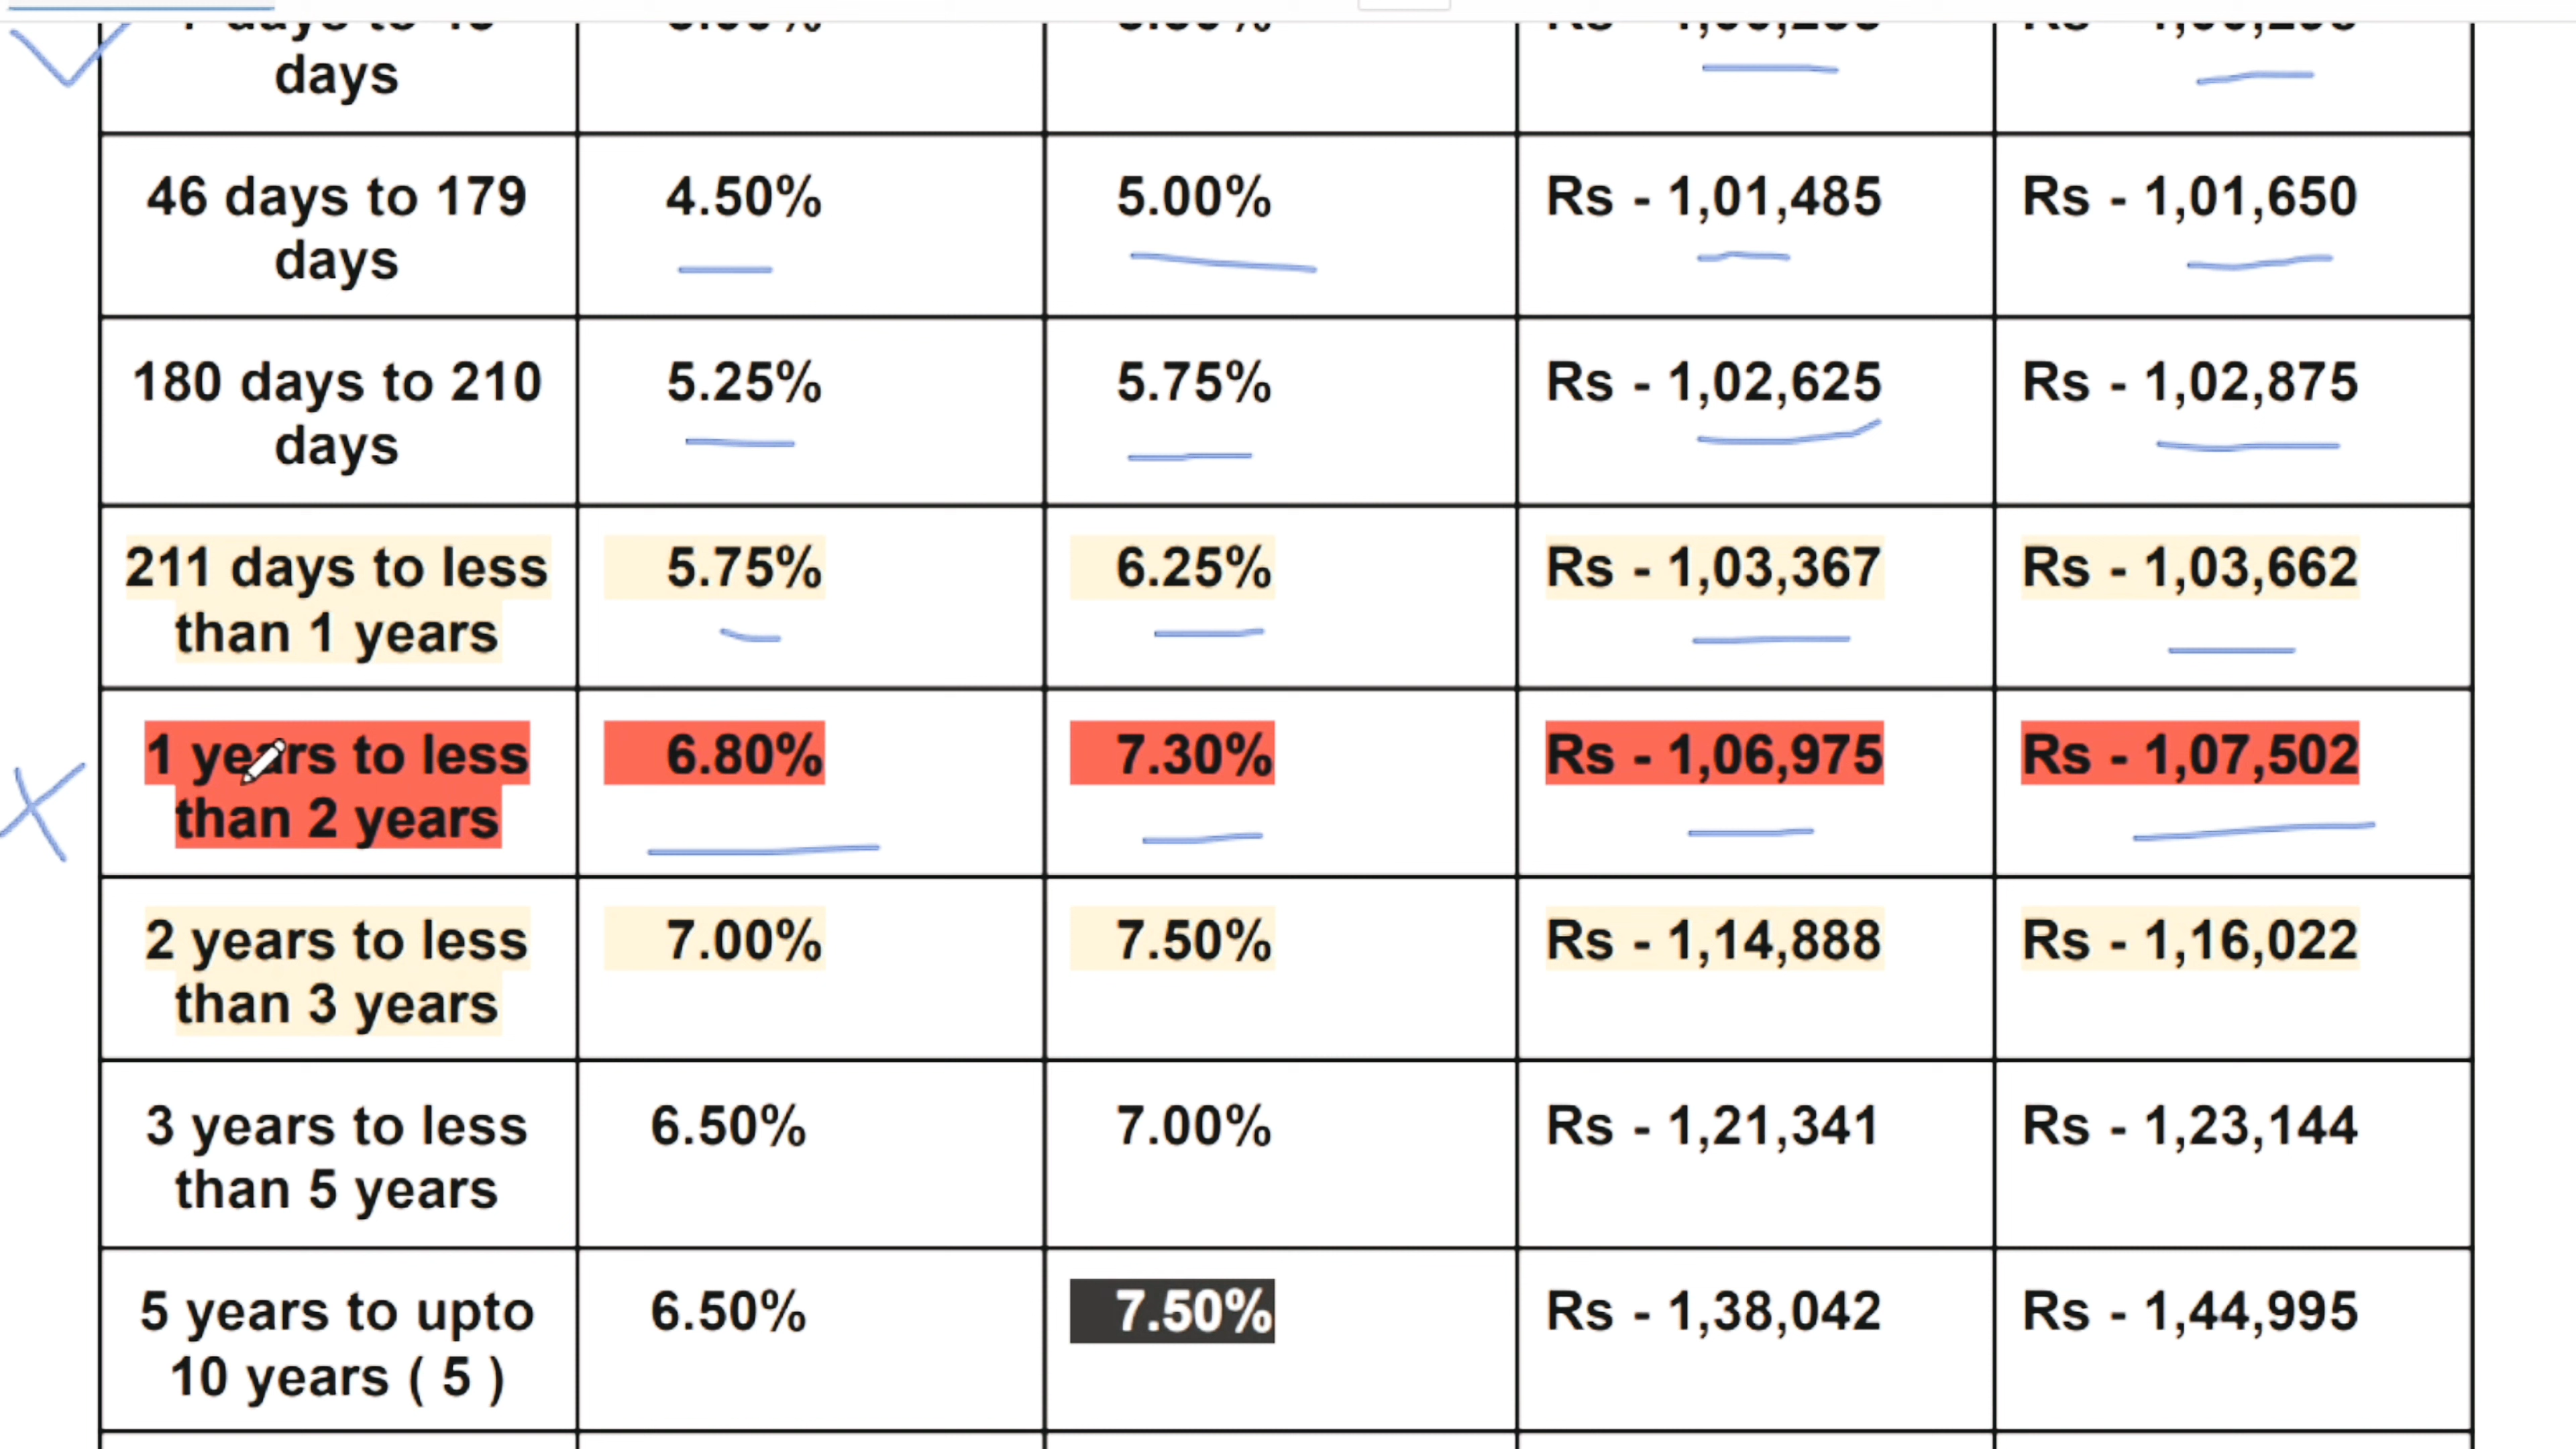 days
46 days to 179
days
4.50%
5.00%
Rs - 1,01,485
Rs - 1,01,650
180 days to 210
days
5.25%
5.75%
Rs - 1,02,625
Rs - 1,02,875
211 days to less
than 1 years
5.75%
6.25%
Rs - 1,03,367
Rs - 1,03,662
1 years to less
than 2 years
6.80%
7.30%
Rs - 1,06,975
Rs - 1,07,502
2 years to less
than 3 years
7.00%
7.50%
Rs - 1,14,888
Rs - 1,16,022
3 years to less
than 5 years
6.50%
7.00%
Rs - 1,21,341
Rs - 1,23,144
5 years to upto
10 years ( 5 )
6.50%
7.50%
Rs - 1,38,042
Rs - 1,44,995